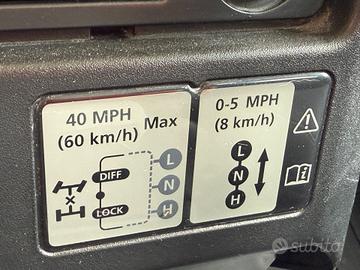 40 MPH
(60 km/h) Max
L
DIFF
N
LOCK
H
0-5 MPH
(8 km/h)
L
N
H
subito